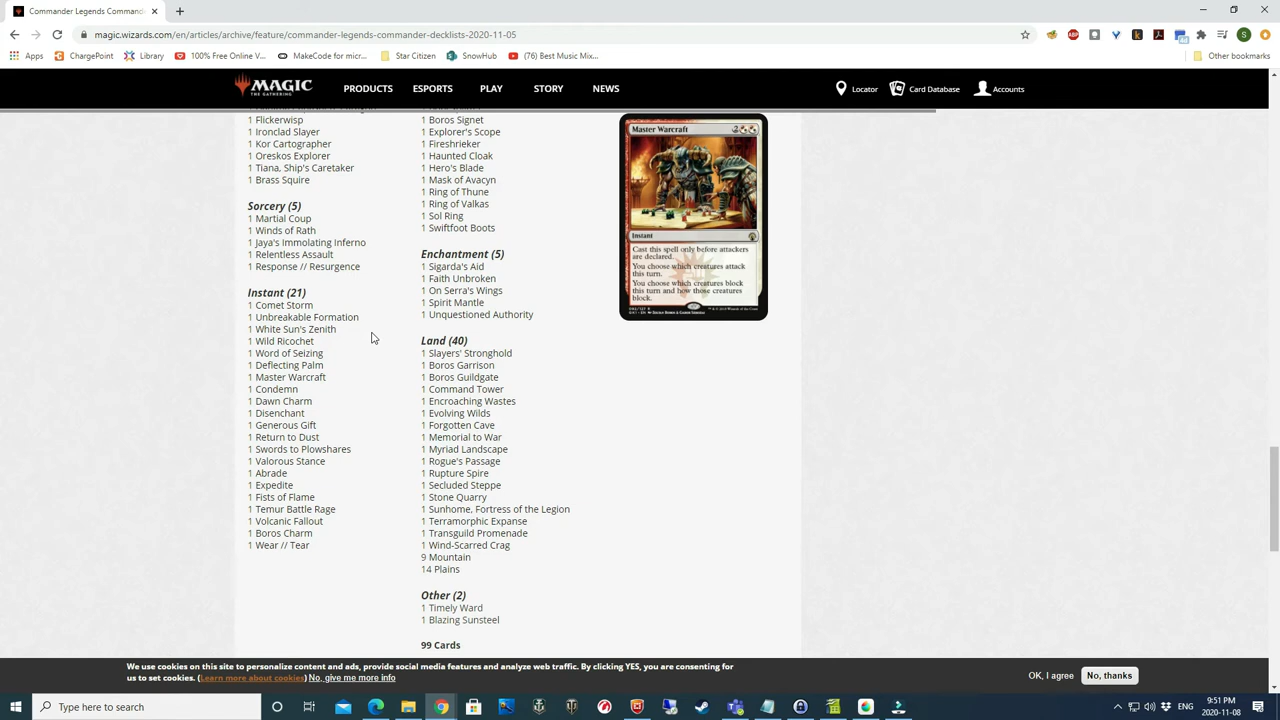 Commander Legends Commander
magic.wizards.com/en/articles/archive/feature/commander-legends-commander-decklists-2020-11-05
Apps
ChargePoint
Library
100% Free Online V...
MakeCode for micr...
Star Citizen
SnowHub
(76) Best Music Mix...
Other bookmarks
MAGIC
THE GATHERING
PRODUCTS
ESPORTS
PLAY
STORY
NEWS
Locator
Card Database
Accounts
1 Flickerwisp
1 Ironclad Slayer
1 Kor Cartographer
1 Oreskos Explorer
1 Tiana, Ship's Caretaker
1 Brass Squire
Sorcery (5)
1 Martial Coup
1 Winds of Rath
1 Jaya's Immolating Inferno
1 Relentless Assault
1 Response // Resurgence
Instant (21)
1 Comet Storm
1 Unbreakable Formation
1 White Sun's Zenith
1 Wild Ricochet
1 Word of Seizing
1 Deflecting Palm
1 Master Warcraft
1 Condemn
1 Dawn Charm
1 Disenchant
1 Generous Gift
1 Return to Dust
1 Swords to Plowshares
1 Valorous Stance
1 Abrade
1 Expedite
1 Fists of Flame
1 Temur Battle Rage
1 Volcanic Fallout
1 Boros Charm
1 Wear // Tear
1 Boros Signet
1 Explorer's Scope
1 Fireshrieker
1 Haunted Cloak
1 Hero's Blade
1 Mask of Avacyn
1 Ring of Thune
1 Ring of Valkas
1 Sol Ring
1 Swiftfoot Boots
Enchantment (5)
1 Sigarda's Aid
1 Faith Unbroken
1 On Serra's Wings
1 Spirit Mantle
1 Unquestioned Authority
Land (40)
1 Slayers' Stronghold
1 Boros Garrison
1 Boros Guildgate
1 Command Tower
1 Encroaching Wastes
1 Evolving Wilds
1 Forgotten Cave
1 Memorial to War
1 Myriad Landscape
1 Rogue's Passage
1 Rupture Spire
1 Secluded Steppe
1 Stone Quarry
1 Sunhome, Fortress of the Legion
1 Terramorphic Expanse
1 Transguild Promenade
1 Wind-Scarred Crag
9 Mountain
14 Plains
Other (2)
1 Timely Ward
1 Blazing Sunsteel
99 Cards
Master Warcraft
2
Instant
Cast this spell only before attackers
are declared.
You choose which creatures attack
this turn.
You choose which creatures block
this turn and how those creatures
block.
We use cookies on this site to personalize content and ads, provide social media features and analyze web traffic. By clicking YES, you are consenting for
us to set cookies. (Learn more about cookies) No, give me more info
OK, I agree
No, thanks
Type here to search
ENG
9:51 PM
2020-11-08